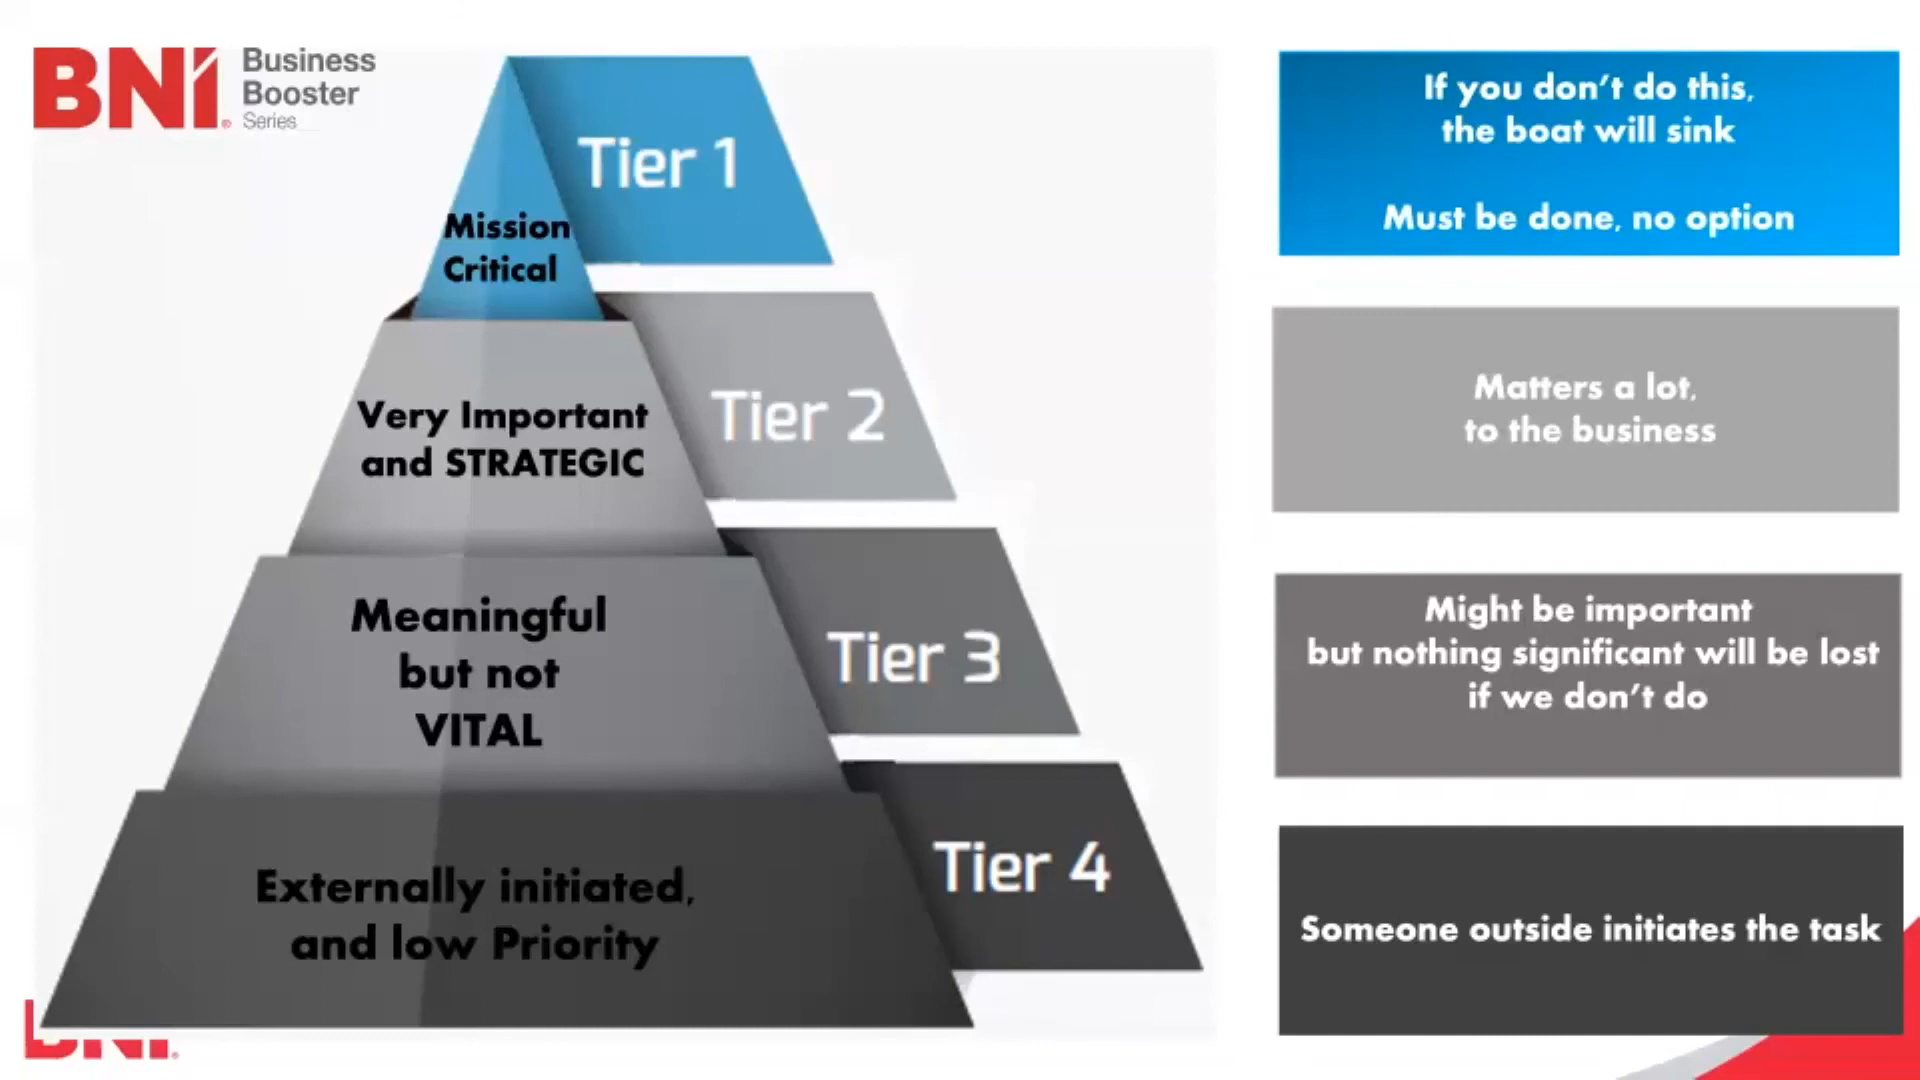 BNI® Business
Booster
Series
Tier 1
Mission
Critical
If you don't do this,
the boat will sink
Must be done, no option
Tier 2
Very Important
and STRATEGIC
Matters a lot,
to the business
Tier 3
Meaningful
but not
VITAL
Might be important
but nothing significant will be lost
if we don't do
Tier 4
Externally initiated,
and low Priority
Someone outside initiates the task